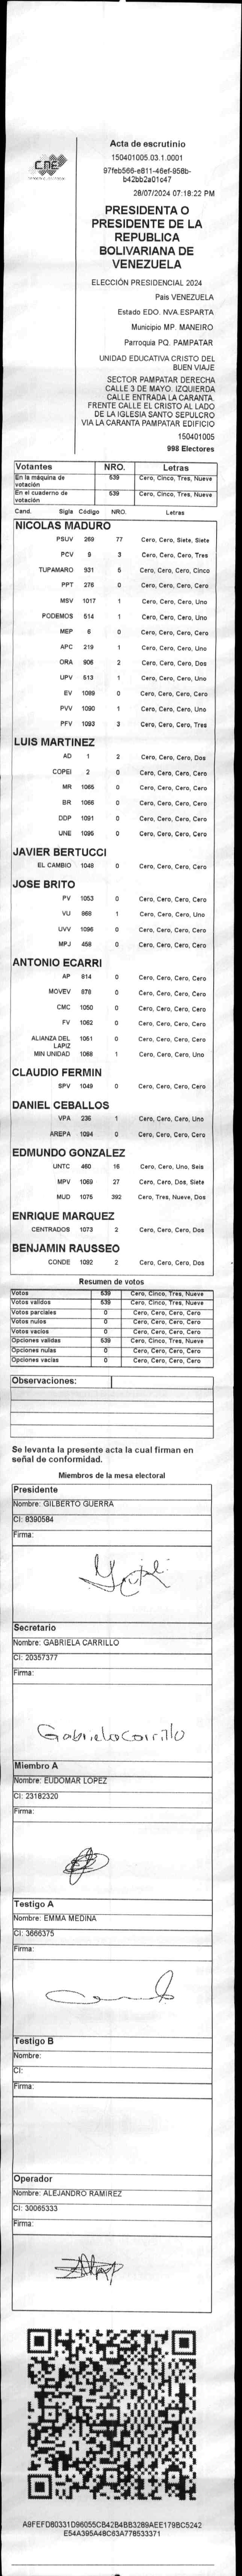 CNE
Acta de escrutinio
150401005.03.1.0001
97feb566-e811-46ef-958b-
b42bb2a01c47
28/07/2024 07:18:22 PM
PRESIDENTA O
PRESIDENTE DE LA
REPUBLICA
BOLIVARIANA DE
VENEZUELA
ELECCIÓN PRESIDENCIAL 2024
Pais VENEZUELA
Estado EDO. NVA.ESPARTA
Municipio MP. MANEIRO
Parroquia PQ. PAMPATAR
UNIDAD EDUCATIVA CRISTO DEL
BUEN VIAJE
SECTOR PAMPATAR DERECHA
CALLE 3 DE MAYO. IZQUIERDA
CALLE ENTRADA LA CARANTA.
FRENTE CALLE EL CRISTO AL LADO
DE LA IGLESIA SANTO SEPULCRO
VIA LA CARANTA PAMPATAR EDIFICIO
150401005
998 Electores
Votantes NRO. Letras
En la máquina de votación 539 Cero, Cinco, Tres, Nueve
En el cuaderno de votación 539 Cero, Cinco, Tres, Nueve
Cand. Sigla Código NRO. Letras
NICOLAS MADURO
PSUV 269 77 Cero, Cero, Siete, Siete
PCV 9 3 Cero, Cero, Cero, Tres
TUPAMARO 931 5 Cero, Cero, Cero, Cinco
PPT 276 0 Cero, Cero, Cero, Cero
MSV 1017 1 Cero, Cero, Cero, Uno
PODEMOS 514 1 Cero, Cero, Cero, Uno
MEP 6 0 Cero, Cero, Cero, Cero
APC 219 1 Cero, Cero, Cero, Uno
ORA 906 2 Cero, Cero, Cero, Dos
UPV 513 1 Cero, Cero, Cero, Uno
EV 1089 0 Cero, Cero, Cero, Cero
PVV 1090 1 Cero, Cero, Cero, Uno
PFV 1093 3 Cero, Cero, Cero, Tres
LUIS MARTINEZ
AD 1 2 Cero, Cero, Cero, Dos
COPEI 2 0 Cero, Cero, Cero, Cero
MR 1065 0 Cero, Cero, Cero, Cero
BR 1066 0 Cero, Cero, Cero, Cero
DDP 1091 0 Cero, Cero, Cero, Cero
UNE 1095 0 Cero, Cero, Cero, Cero
JAVIER BERTUCCI
EL CAMBIO 1048 0 Cero, Cero, Cero, Cero
JOSE BRITO
PV 1053 0 Cero, Cero, Cero, Cero
VU 868 1 Cero, Cero, Cero, Uno
UVV 1096 0 Cero, Cero, Cero, Cero
MPJ 458 0 Cero, Cero, Cero, Cero
ANTONIO ECARRI
AP 814 0 Cero, Cero, Cero, Cero
MOVEV 878 0 Cero, Cero, Cero, Cero
CMC 1050 0 Cero, Cero, Cero, Cero
FV 1062 0 Cero, Cero, Cero, Cero
ALIANZA DEL LAPIZ 1051 0 Cero, Cero, Cero, Cero
MIN UNIDAD 1068 1 Cero, Cero, Cero, Uno
CLAUDIO FERMIN
SPV 1049 0 Cero, Cero, Cero, Cero
DANIEL CEBALLOS
VPA 236 1 Cero, Cero, Cero, Uno
AREPA 1094 0 Cero, Cero, Cero, Cero
EDMUNDO GONZALEZ
UNTC 460 16 Cero, Cero, Uno, Seis
MPV 1069 27 Cero, Cero, Dos, Siete
MUD 1075 392 Cero, Tres, Nueve, Dos
ENRIQUE MARQUEZ
CENTRADOS 1073 2 Cero, Cero, Cero, Dos
BENJAMIN RAUSSEO
CONDE 1092 2 Cero, Cero, Cero, Dos
Resumen de votos
Votos 539 Cero, Cinco, Tres, Nueve
Votos validos 539 Cero, Cinco, Tres, Nueve
Votos parciales 0 Cero, Cero, Cero, Cero
Votos nulos 0 Cero, Cero, Cero, Cero
Votos vacios 0 Cero, Cero, Cero, Cero
Opciones validas 539 Cero, Cinco, Tres, Nueve
Opciones nulas 0 Cero, Cero, Cero, Cero
Opciones vacias 0 Cero, Cero, Cero, Cero
Observaciones:
Se levanta la presente acta la cual firman en
señal de conformidad.
Miembros de la mesa electoral
Presidente
Nombre: GILBERTO GUERRA
CI: 8390584
Firma:
Secretario
Nombre: GABRIELA CARRILLO
CI: 20357377
Firma:
Gabriela Carrillo
Miembro A
Nombre: EUDOMAR LOPEZ
CI: 23182320
Firma:
Testigo A
Nombre: EMMA MEDINA
CI: 3666375
Firma:
Testigo B
Nombre:
CI:
Firma:
Operador
Nombre: ALEJANDRO RAMIREZ
CI: 30065333
Firma:
A9FEFD80331D96055CB42B4BB3289AEE179BC5242
E54A395A48C63A778533371